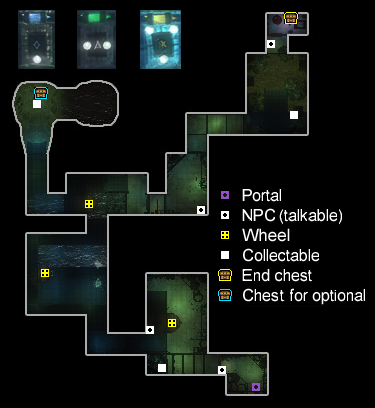 Portal
NPC (talkable)
Wheel
Collectable
End chest
Chest for optional